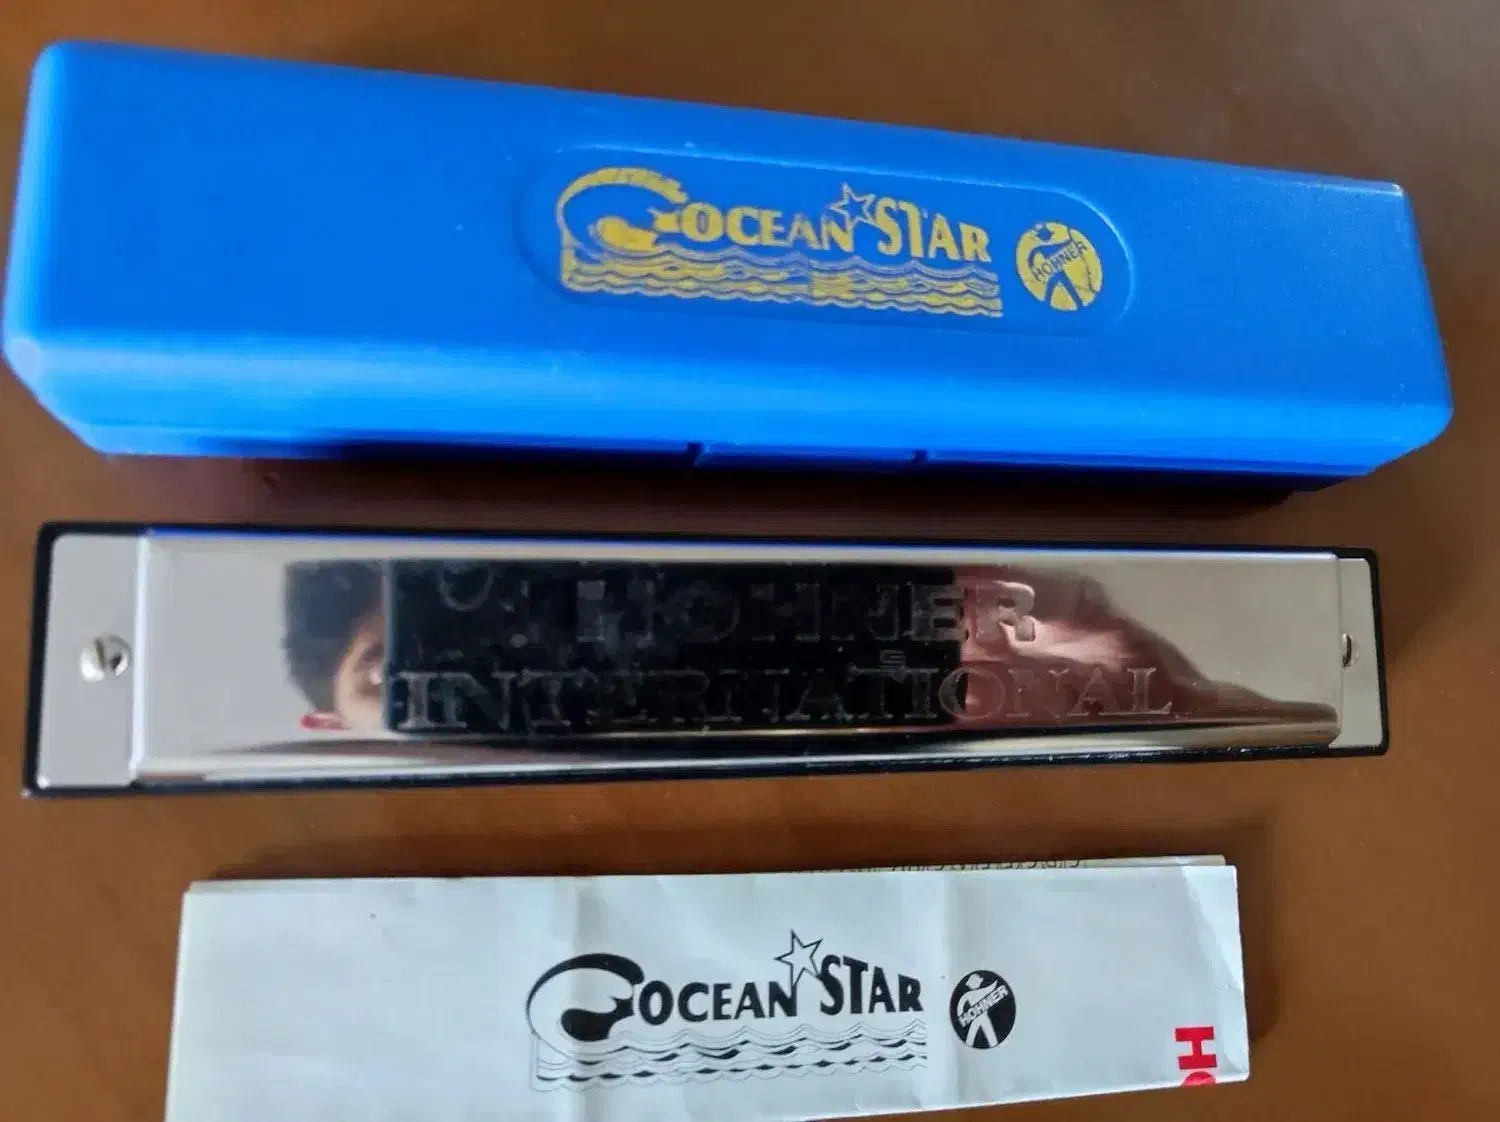 OCEAN STAR
HOHNER
HOHNER
INTERNATIONAL
OCEAN STAR
HOHNER